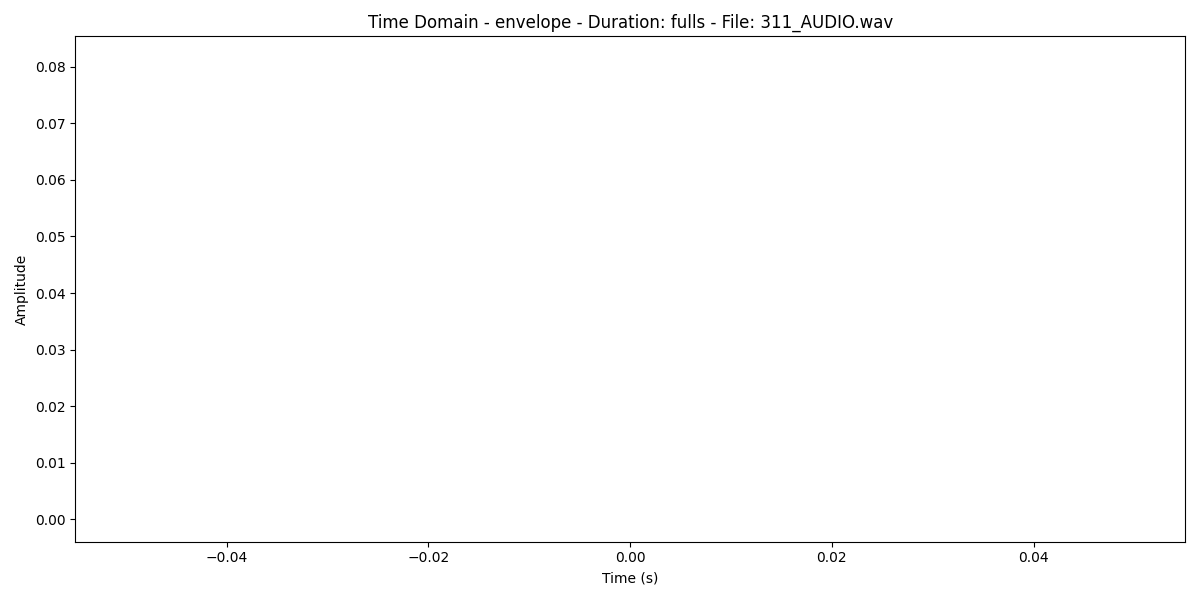 Time Domain - envelope - Duration: fulls - File: 311_AUDIO.wav
0.08
0.07
0.06
0.05
0.04
0.03
0.02
0.01
0.00
Amplitude
−0.04 −0.02 0.00 0.02 0.04
Time (s)